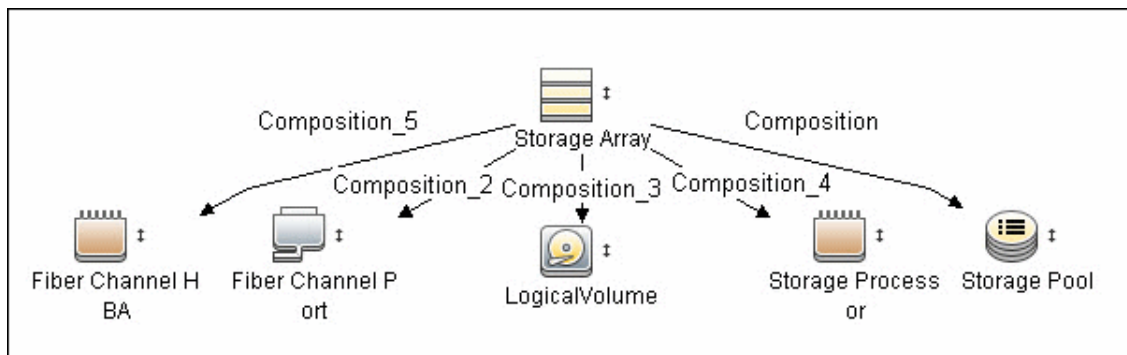 Composition_5
Composition
Storage Array
Composition_2
Composition_3
Composition_4
Fiber Channel H
BA
Fiber Channel P
ort
LogicalVolume
Storage Process
or
Storage Pool